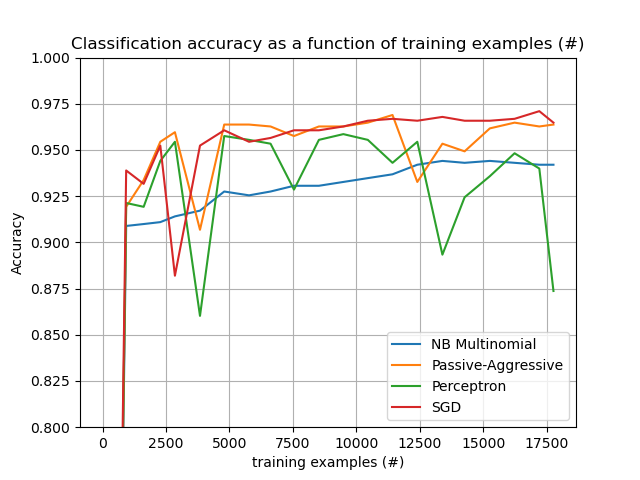 Classification accuracy as a function of training examples (#)
1.000
0.975
0.950
0.925
0.900
0.875
0.850
0.825
0.800
Accuracy
NB Multinomial
Passive-Aggressive
Perceptron
SGD
0 2500 5000 7500 10000 12500 15000 17500
training examples (#)